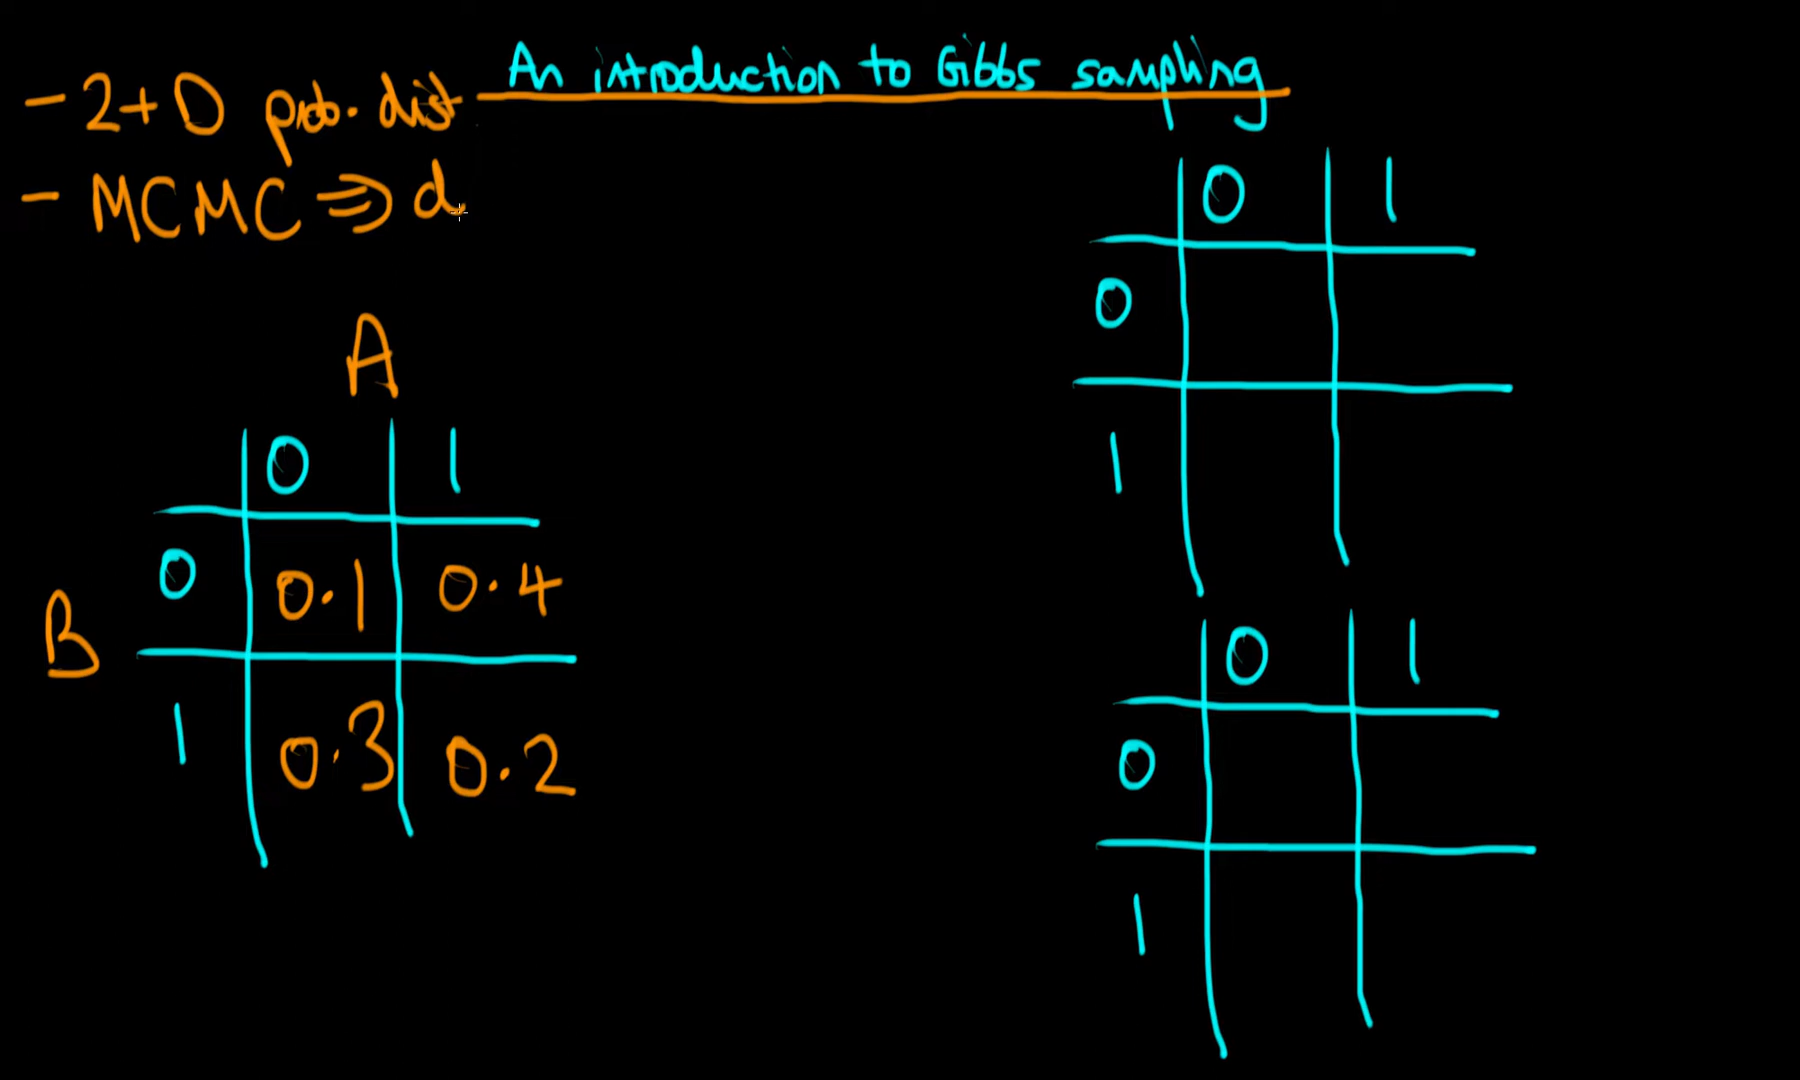 An introduction to Gibbs sampling
- 2+D prob. dist
- MCMC ⇒ d
A
0 1
0 0.1 0.4
B
1 0.3 0.2
0 1
0
1
0 1
0
1